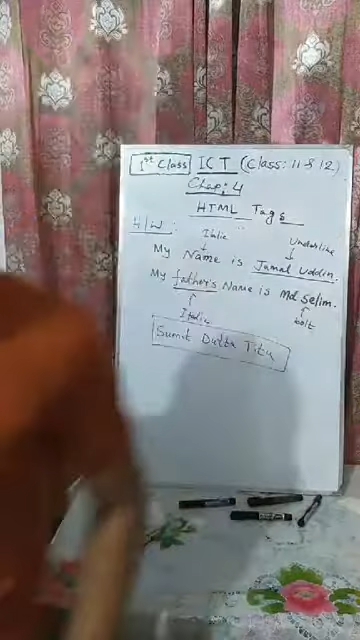 1st Class ICT (Class: 11 & 12)
Chap: 4
HTML Tags
H/W:
Italic Underline
My Name is Jamal Uddin.
My father's Name is md selim.
Italic bolt
Sumit Dutta Titu